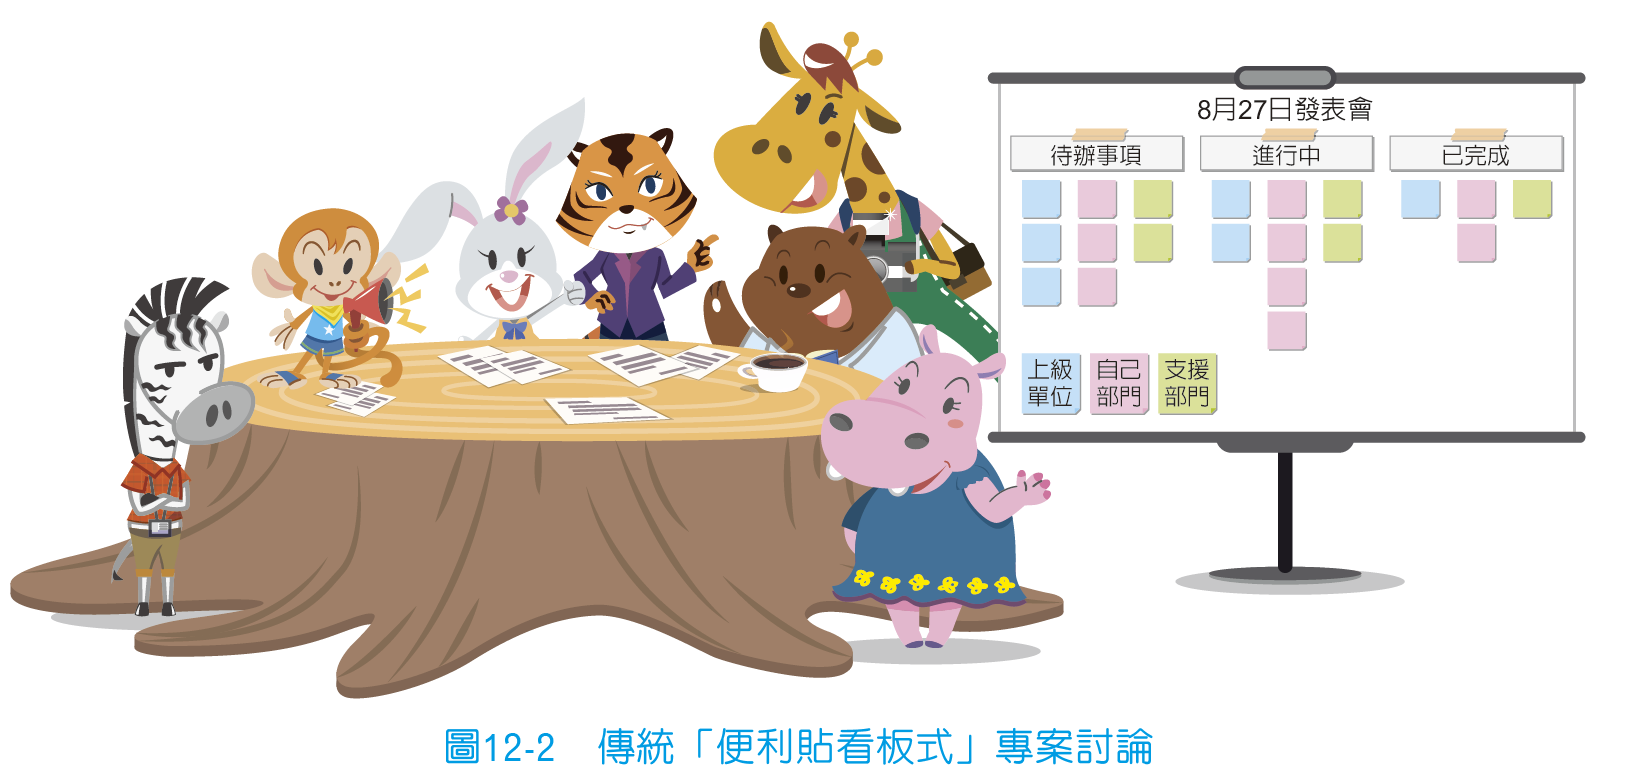 8月27日發表會
待辦事項
進行中
已完成
上級
單位
自己
部門
支援
部門
圖12-2 傳統「便利貼看板式」專案討論